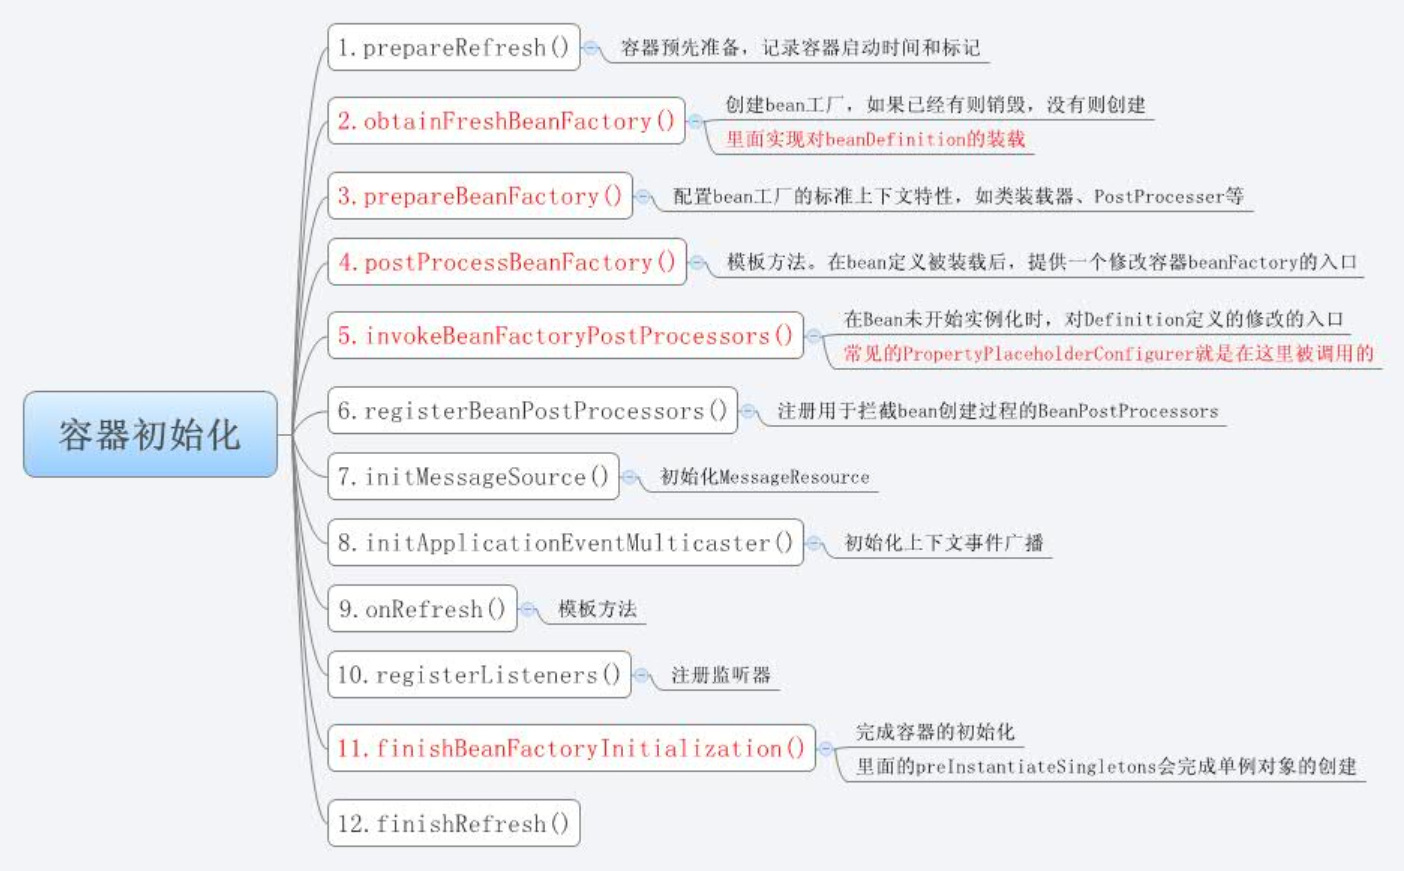 容器初始化
1.prepareRefresh()
容器预先准备，记录容器启动时间和标记
2.obtainFreshBeanFactory()
创建bean工厂，如果已经有则销毁，没有则创建
里面实现对beanDefinition的装载
3.prepareBeanFactory()
配置bean工厂的标准上下文特性，如类装载器、PostProcesser等
4.postProcessBeanFactory()
模板方法。在bean定义被装载后，提供一个修改容器beanFactory的入口
5.invokeBeanFactoryPostProcessors()
在Bean未开始实例化时，对Definition定义的修改的入口
常见的PropertyPlaceholderConfigurer就是在这里被调用的
6.registerBeanPostProcessors()
注册用于拦截bean创建过程的BeanPostProcessors
7.initMessageSource()
初始化MessageResource
8.initApplicationEventMulticaster()
初始化上下文事件广播
9.onRefresh()
模板方法
10.registerListeners()
注册监听器
11.finishBeanFactoryInitialization()
完成容器的初始化
里面的preInstantiateSingletons会完成单例对象的创建
12.finishRefresh()